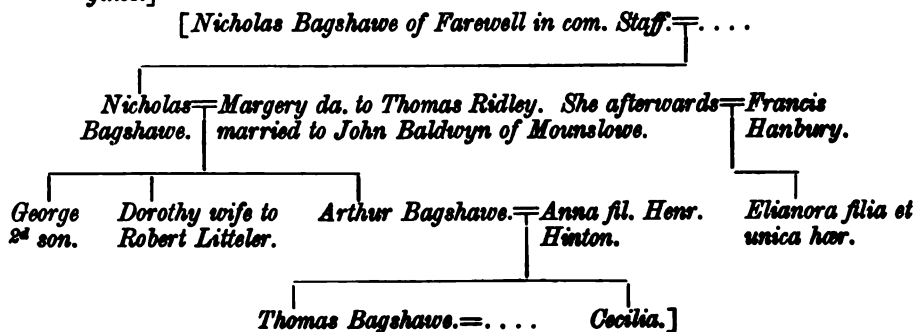 [Nicholas Bagshawe of Farewell in com. Staff.=....
Nicholas=Margery da. to Thomas Ridley. She afterwards=Francis
Bagshawe. married to John Baldwyn of Mounslowe. Hanbury.
George Dorothy wife to Arthur Bagshawe.=Anna fil. Henr. Elianora filia et
2d son. Robert Litteler. Hinton. unica hær.
Thomas Bagshawe.=.... Cecilia.]